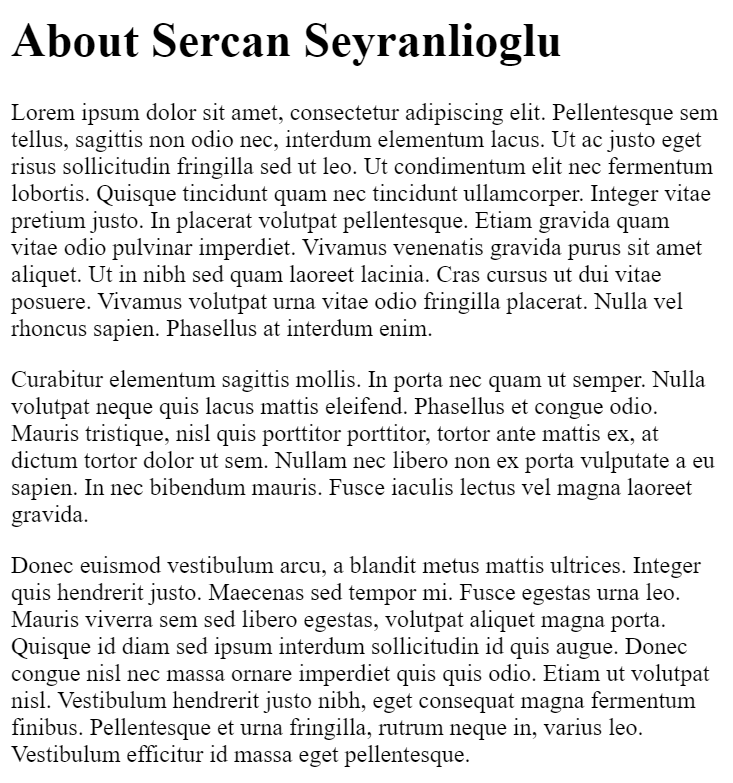 About Sercan Seyranlioglu
Lorem ipsum dolor sit amet, consectetur adipiscing elit. Pellentesque sem
tellus, sagittis non odio nec, interdum elementum lacus. Ut ac justo eget
risus sollicitudin fringilla sed ut leo. Ut condimentum elit nec fermentum
lobortis. Quisque tincidunt quam nec tincidunt ullamcorper. Integer vitae
pretium justo. In placerat volutpat pellentesque. Etiam gravida quam
vitae odio pulvinar imperdiet. Vivamus venenatis gravida purus sit amet
aliquet. Ut in nibh sed quam laoreet lacinia. Cras cursus ut dui vitae
posuere. Vivamus volutpat urna vitae odio fringilla placerat. Nulla vel
rhoncus sapien. Phasellus at interdum enim.
Curabitur elementum sagittis mollis. In porta nec quam ut semper. Nulla
volutpat neque quis lacus mattis eleifend. Phasellus et congue odio.
Mauris tristique, nisl quis porttitor porttitor, tortor ante mattis ex, at
dictum tortor dolor ut sem. Nullam nec libero non ex porta vulputate a eu
sapien. In nec bibendum mauris. Fusce iaculis lectus vel magna laoreet
gravida.
Donec euismod vestibulum arcu, a blandit metus mattis ultrices. Integer
quis hendrerit justo. Maecenas sed tempor mi. Fusce egestas urna leo.
Mauris viverra sem sed libero egestas, volutpat aliquet magna porta.
Quisque id diam sed ipsum interdum sollicitudin id quis augue. Donec
congue nisl nec massa ornare imperdiet quis quis odio. Etiam ut volutpat
nisl. Vestibulum hendrerit justo nibh, eget consequat magna fermentum
finibus. Pellentesque et urna fringilla, rutrum neque in, varius leo.
Vestibulum efficitur id massa eget pellentesque.